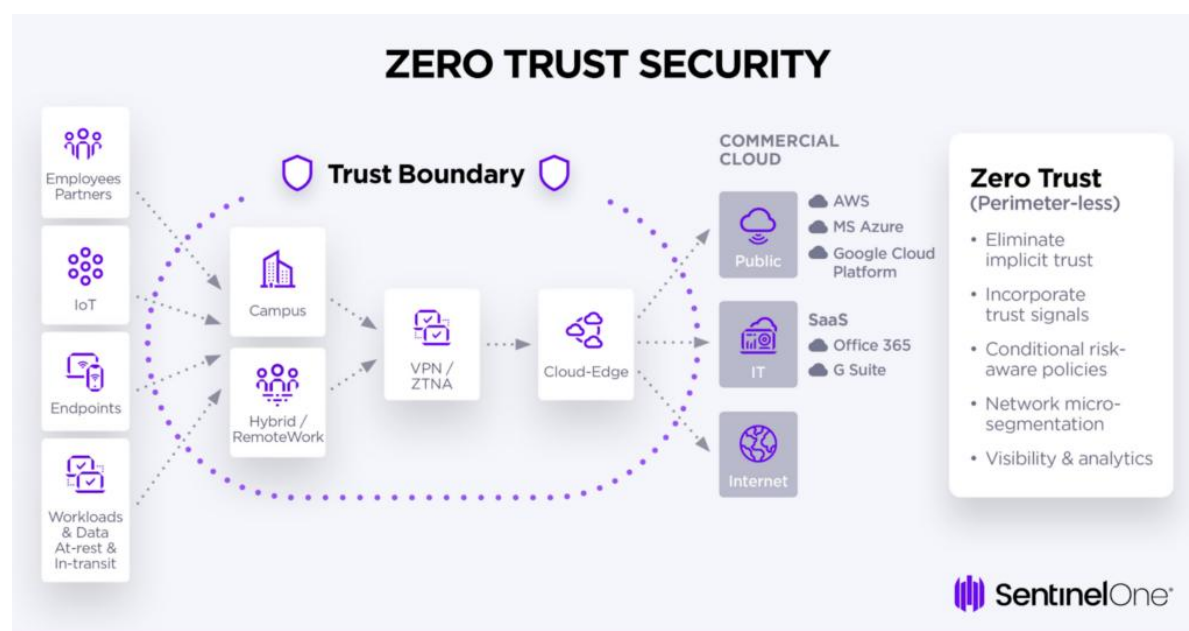 ZERO TRUST SECURITY
Employees
Partners
IoT
Endpoints
Workloads
& Data
At-rest &
In-transit
Trust Boundary
Campus
Hybrid /
RemoteWork
VPN /
ZTNA
Cloud-Edge
COMMERCIAL
CLOUD
Public
AWS
MS Azure
Google Cloud
Platform
IT
SaaS
Office 365
G Suite
Internet
Zero Trust
(Perimeter-less)
• Eliminate
implicit trust
• Incorporate
trust signals
• Conditional risk-
aware policies
• Network micro-
segmentation
• Visibility & analytics
SentinelOne